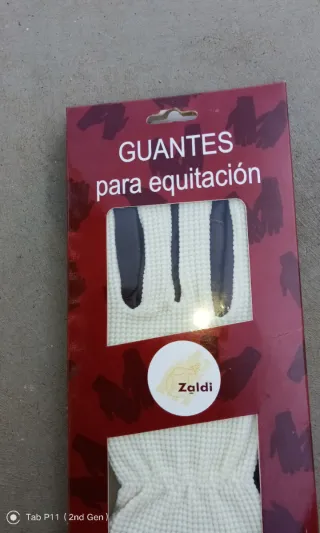 GUANTES
para equitación
Zaldi
Tab P11 (2nd Gen)